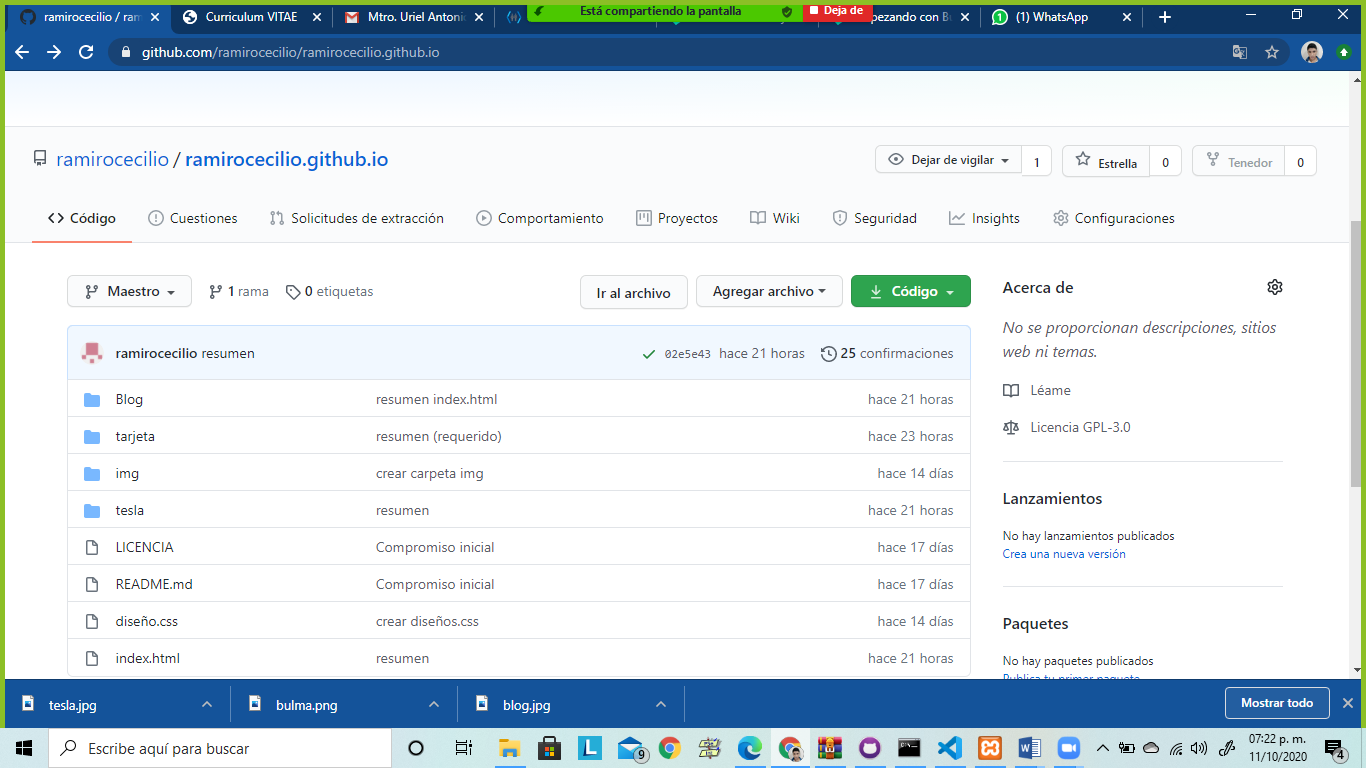 ramirocecilio / ram
Curriculum VITAE
Mtro. Uriel Antonio
Está compartiendo la pantalla
Deja de
pezando con Bu
(1) WhatsApp
github.com/ramirocecilio/ramirocecilio.github.io
ramirocecilio / ramirocecilio.github.io
Dejar de vigilar 1
Estrella 0
Tenedor 0
Código
Cuestiones
Solicitudes de extracción
Comportamiento
Proyectos
Wiki
Seguridad
Insights
Configuraciones
Maestro
1 rama
0 etiquetas
Ir al archivo
Agregar archivo
Código
ramirocecilio resumen 02e5e43 hace 21 horas 25 confirmaciones
Blog resumen index.html hace 21 horas
tarjeta resumen (requerido) hace 23 horas
img crear carpeta img hace 14 días
tesla resumen hace 21 horas
LICENCIA Compromiso inicial hace 17 días
README.md Compromiso inicial hace 17 días
diseño.css crear diseños.css hace 14 días
index.html resumen hace 21 horas
Acerca de
No se proporcionan descripciones, sitios
web ni temas.
Léame
Licencia GPL-3.0
Lanzamientos
No hay lanzamientos publicados
Crea una nueva versión
Paquetes
No hay paquetes publicados
Publica tu primer paquete
tesla.jpg
bulma.png
blog.jpg
Mostrar todo
Escribe aquí para buscar
9
07:22 p. m.
11/10/2020
4